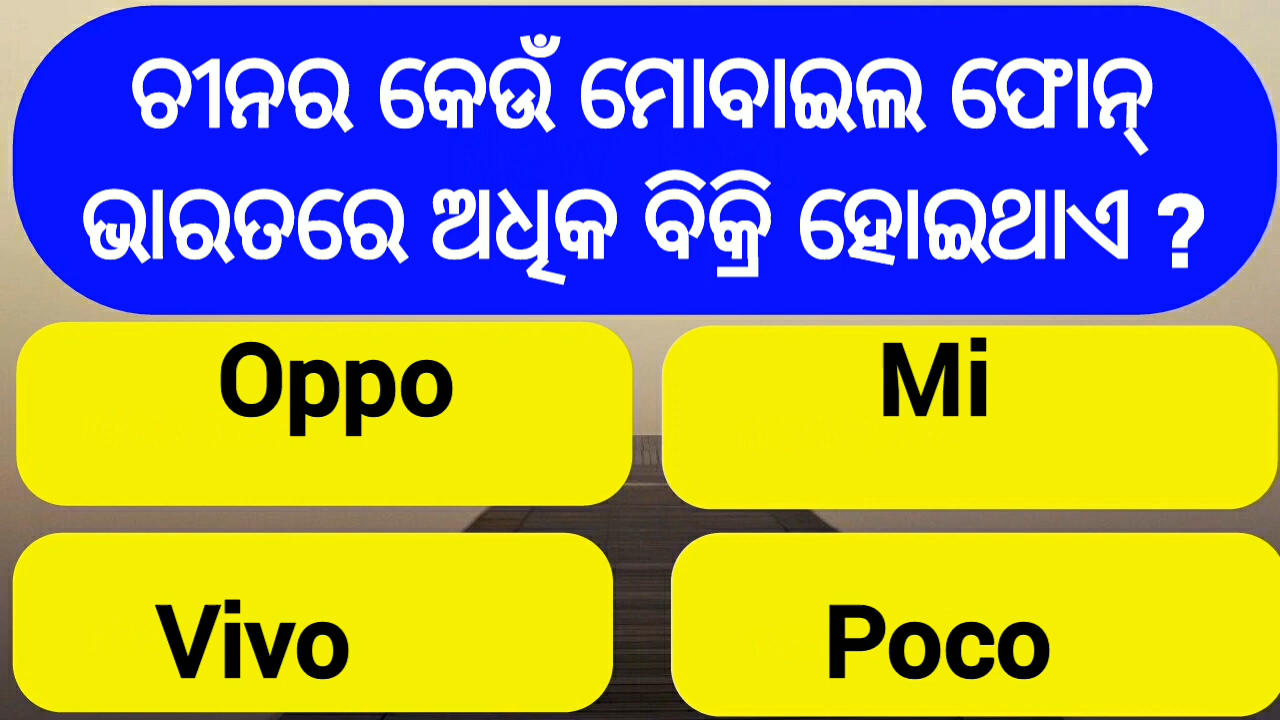 ଚୀନର କେଉଁ ମୋବାଇଲ ଫୋନ୍
ଭାରତରେ ଅଧିକ ବିକ୍ରି ହୋଇଥାଏ ?
Oppo
Mi
Vivo
Poco